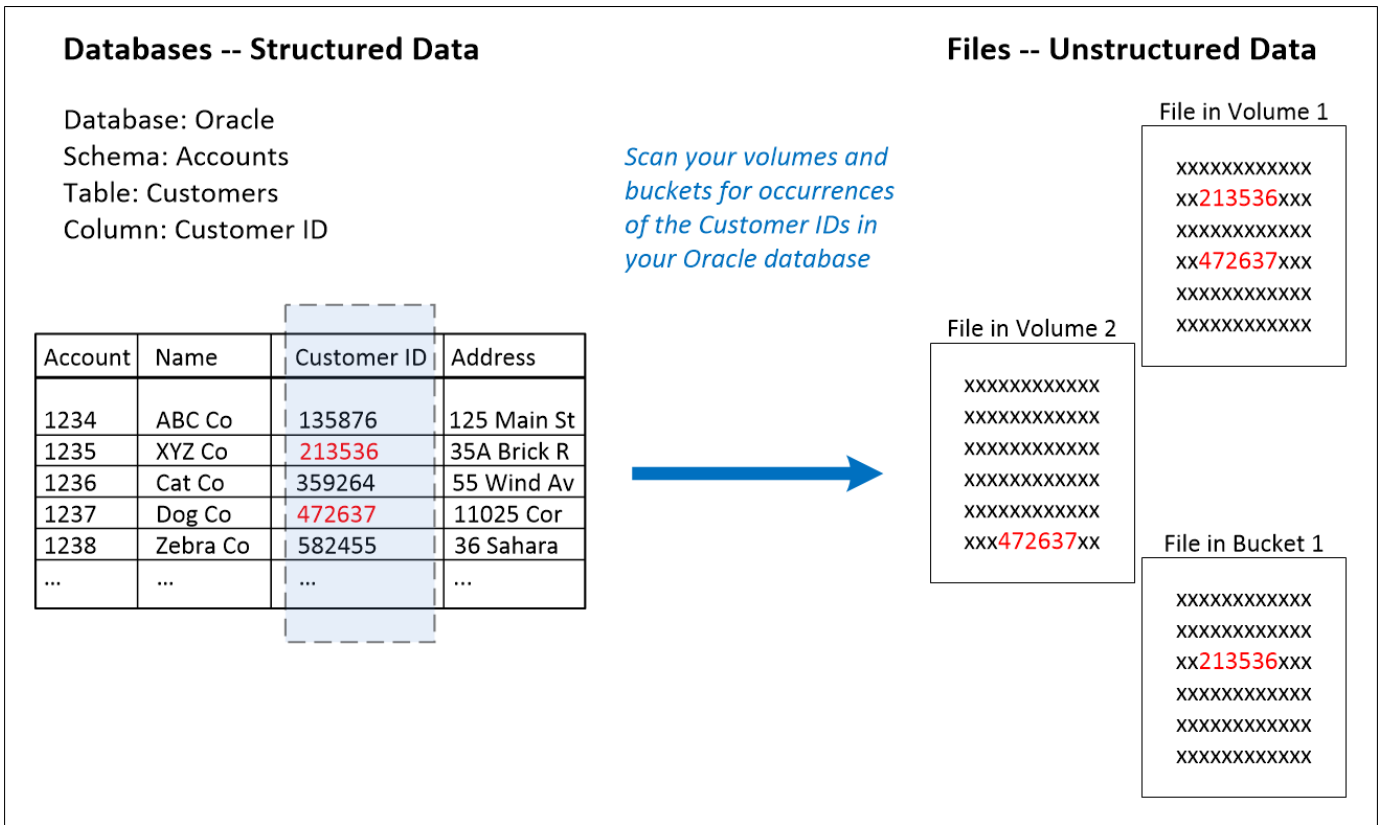 Databases -- Structured Data
Database: Oracle
Schema: Accounts
Table: Customers
Column: Customer ID
Account Name Customer ID Address
1234 ABC Co 135876 125 Main St
1235 XYZ Co 213536 35A Brick R
1236 Cat Co 359264 55 Wind Av
1237 Dog Co 472637 11025 Cor
1238 Zebra Co 582455 36 Sahara
... ... ... ...
Scan your volumes and
buckets for occurrences
of the Customer IDs in
your Oracle database
Files -- Unstructured Data
File in Volume 1
xxxxxxxxxxxx
xx213536xxx
xxxxxxxxxxxx
xx472637xxx
xxxxxxxxxxxx
xxxxxxxxxxxx
File in Volume 2
xxxxxxxxxxxx
xxxxxxxxxxxx
xxxxxxxxxxxx
xxxxxxxxxxxx
xxxxxxxxxxxx
xxx472637xx
File in Bucket 1
xxxxxxxxxxxx
xxxxxxxxxxxx
xx213536xxx
xxxxxxxxxxxx
xxxxxxxxxxxx
xxxxxxxxxxxx